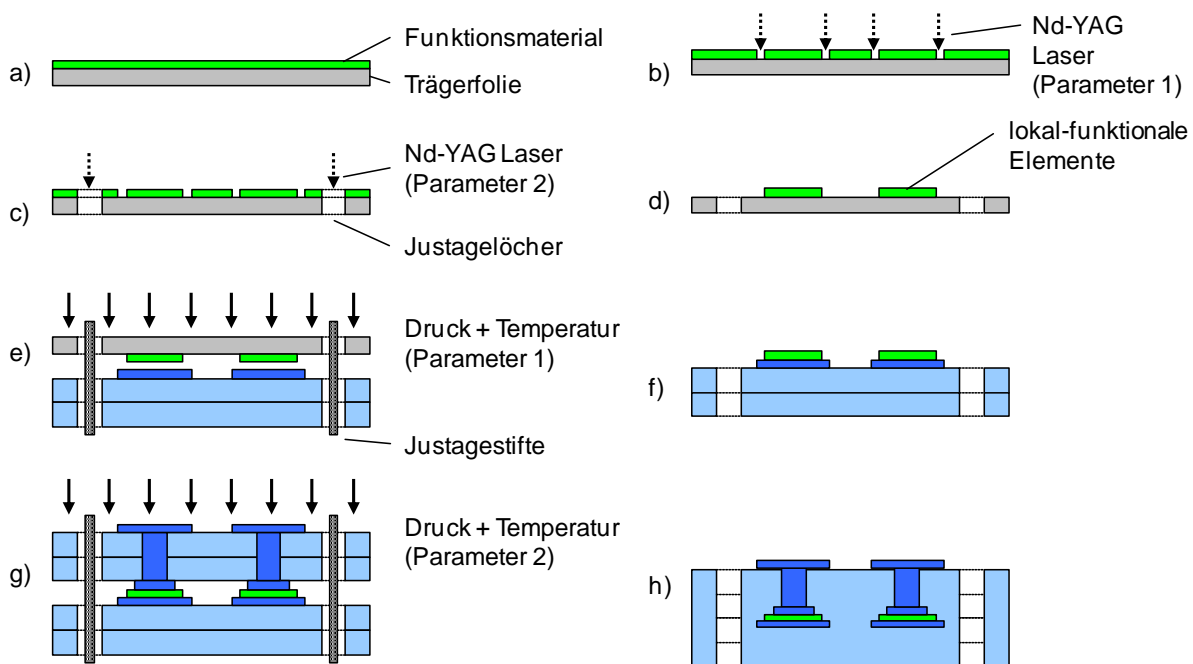 a)
Funktionsmaterial
Trägerfolie
b)
Nd-YAG
Laser
(Parameter 1)
c)
Nd-YAG Laser
(Parameter 2)
Justagelöcher
d)
lokal-funktionale
Elemente
e)
Druck + Temperatur
(Parameter 1)
Justagestifte
f)
g)
Druck + Temperatur
(Parameter 2)
h)